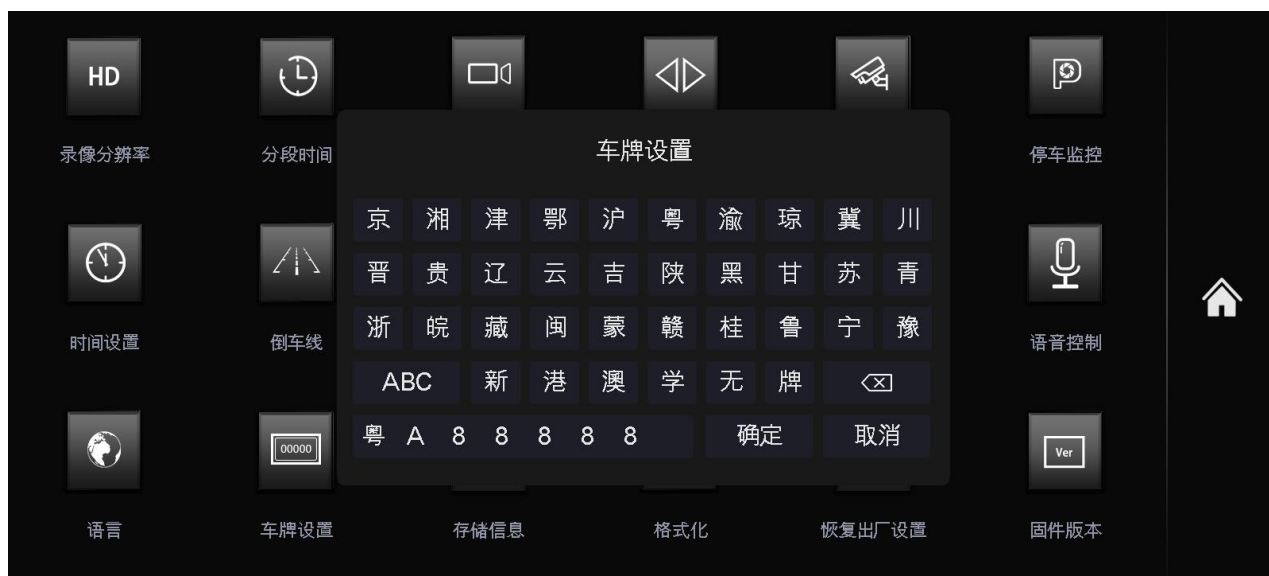 HD
录像分辨率
分段时间
停车监控
车牌设置
京 湘 津 鄂 沪 粤 渝 琼 冀 川
晋 贵 辽 云 吉 陕 黑 甘 苏 青
浙 皖 藏 闽 蒙 赣 桂 鲁 宁 豫
ABC 新 港 澳 学 无 牌
粤 A 8 8 8 8 8 确定 取消
时间设置
倒车线
语音控制
00000
Ver
语言
车牌设置
存储信息
格式化
恢复出厂设置
固件版本